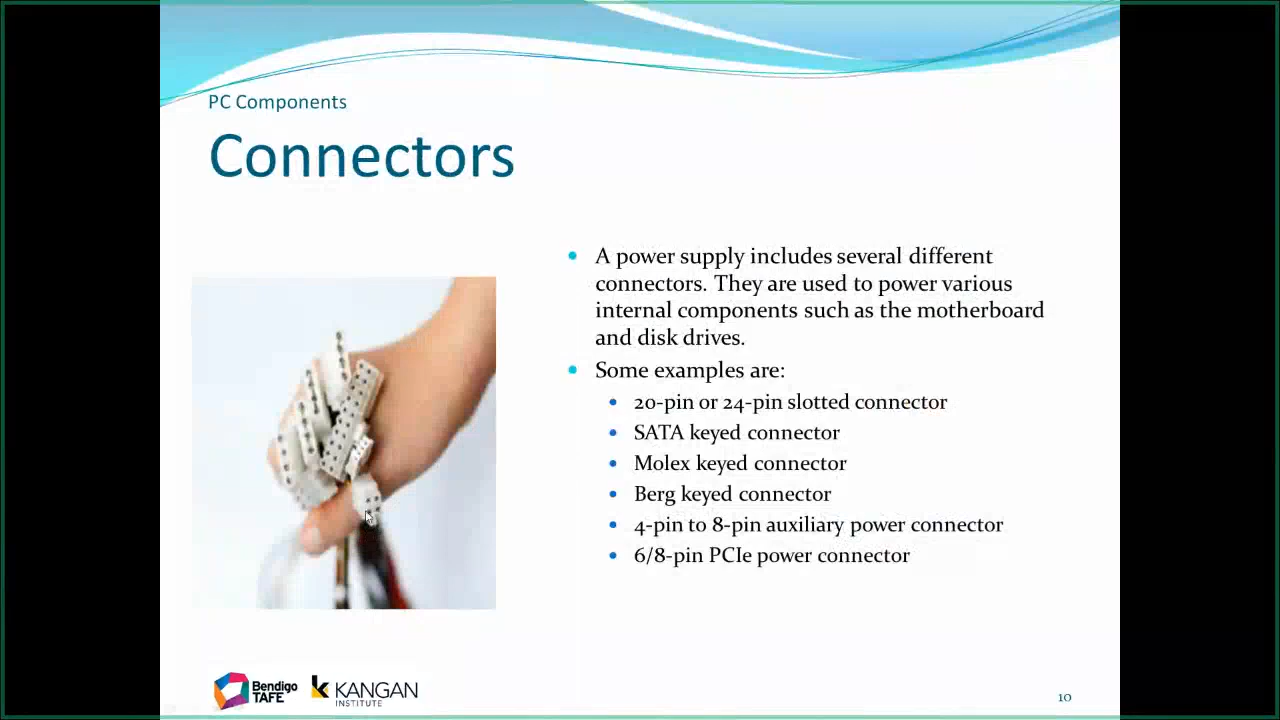 PC Components
Connectors
A power supply includes several different
connectors. They are used to power various
internal components such as the motherboard
and disk drives.
Some examples are:
20-pin or 24-pin slotted connector
SATA keyed connector
Molex keyed connector
Berg keyed connector
4-pin to 8-pin auxiliary power connector
6/8-pin PCIe power connector
Bendigo
TAFE
KANGAN
INSTITUTE
10